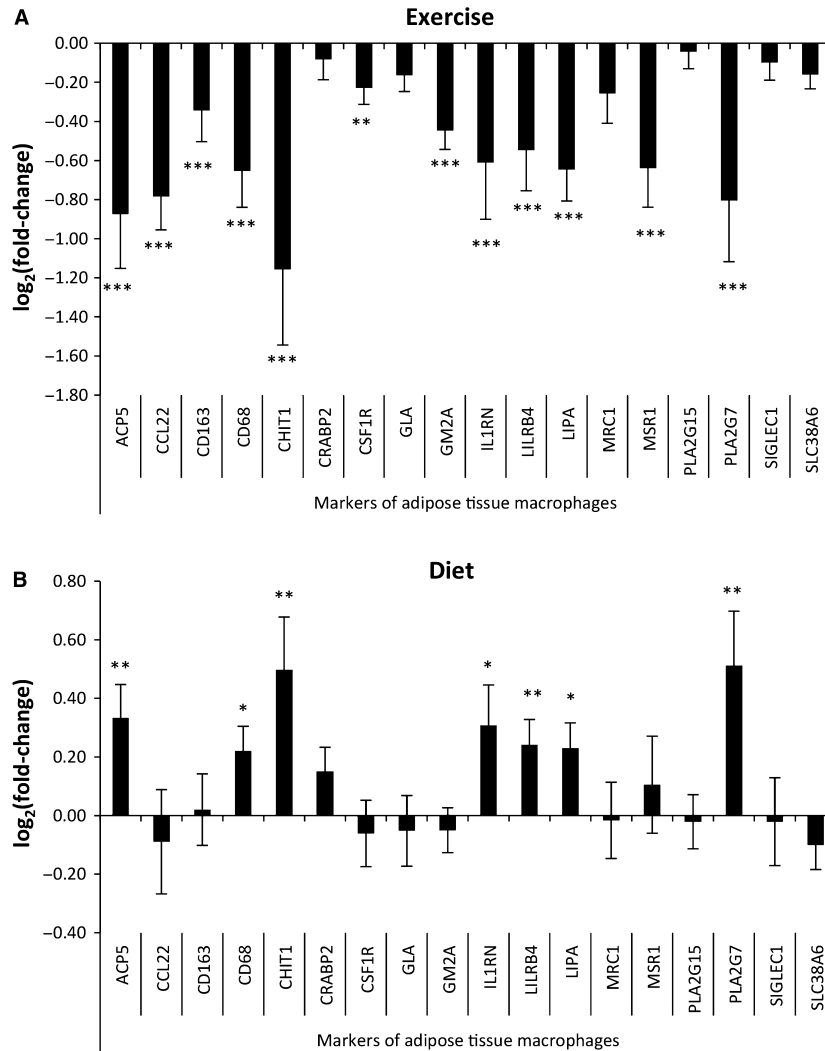 A
Exercise
0.00
–0.20
–0.40
–0.60
–0.80
–1.00
–1.20
–1.40
–1.60
–1.80
log2(fold-change)
***
***
***
***
***
**
***
***
***
***
***
***
ACP5
CCL22
CD163
CD68
CHIT1
CRABP2
CSF1R
GLA
GM2A
IL1RN
LILRB4
LIPA
MRC1
MSR1
PLA2G15
PLA2G7
SIGLEC1
SLC38A6
Markers of adipose tissue macrophages
B
Diet
0.80
0.60
0.40
0.20
0.00
–0.20
–0.40
log2(fold-change)
**
*
**
*
**
*
**
ACP5
CCL22
CD163
CD68
CHIT1
CRABP2
CSF1R
GLA
GM2A
IL1RN
LILRB4
LIPA
MRC1
MSR1
PLA2G15
PLA2G7
SIGLEC1
SLC38A6
Markers of adipose tissue macrophages